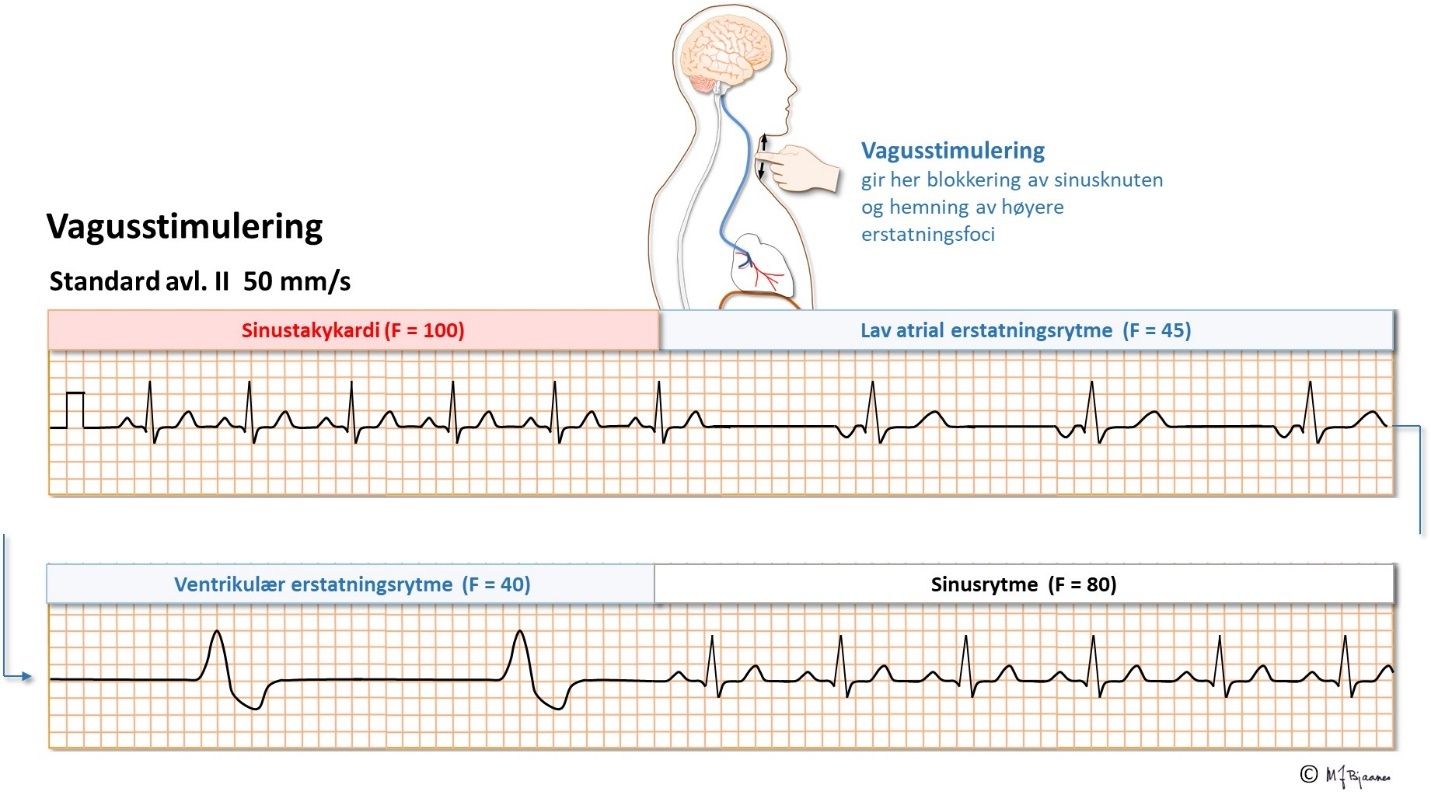 Vagusstimulering
gir her blokkering av sinusknuten
og hemning av høyere
erstatningsfoci
Vagusstimulering
Standard avl. II 50 mm/s
Sinustakykardi (F = 100)
Lav atrial erstatningsrytme (F = 45)
Ventrikulær erstatningsrytme (F = 40)
Sinusrytme (F = 80)
© MJBjaanes